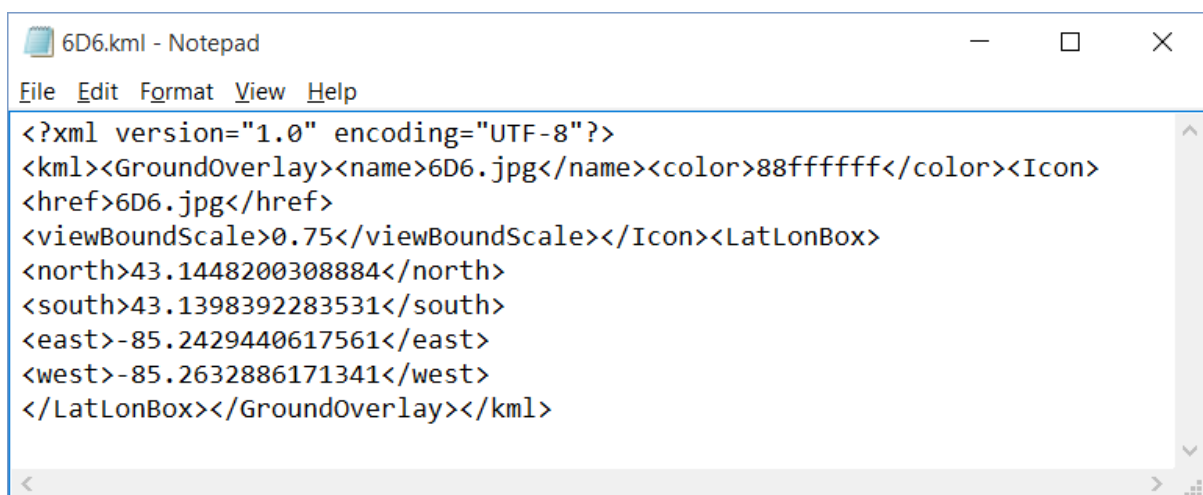 6D6.kml - Notepad
File Edit Format View Help
<?xml version="1.0" encoding="UTF-8"?>
<kml><GroundOverlay><name>6D6.jpg</name><color>88ffffff</color><Icon>
<href>6D6.jpg</href>
<viewBoundScale>0.75</viewBoundScale></Icon><LatLonBox>
<north>43.1448200308884</north>
<south>43.1398392283531</south>
<east>-85.2429440617561</east>
<west>-85.2632886171341</west>
</LatLonBox></GroundOverlay></kml>